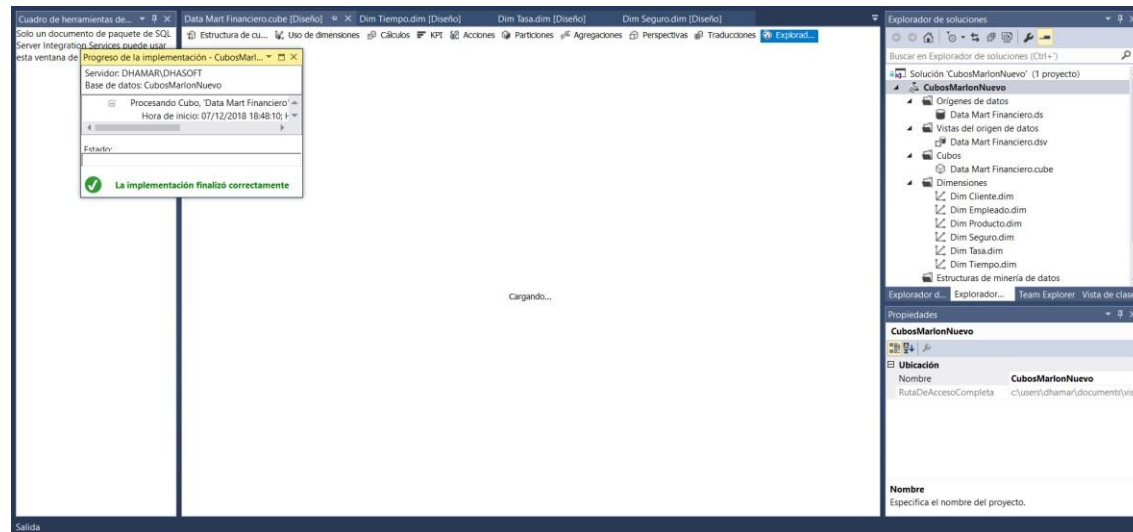 Cuadro de herramientas de...
Solo un documento de paquete de SQL
Server Integration Services puede usar
esta ventana de
Progreso de la implementación - CubosMarl...
Servidor: DHAMAR\DHASOFT
Base de datos: CubosMarlonNuevo
Procesando Cubo, 'Data Mart Financiero'
Hora de inicio: 07/12/2018 18:48:10;
Estado:
La implementación finalizó correctamente
Data Mart Financiero.cube [Diseño]
Dim Tiempo.dim [Diseño]
Dim Tasa.dim [Diseño]
Dim Seguro.dim [Diseño]
Estructura de cu...
Uso de dimensiones
Cálculos
KPI
Acciones
Particiones
Agregaciones
Perspectivas
Traducciones
Explorad...
Cargando...
Explorador de soluciones
Buscar en Explorador de soluciones (Ctrl+´)
Solución 'CubosMarlonNuevo' (1 proyecto)
CubosMarlonNuevo
Orígenes de datos
Data Mart Financiero.ds
Vistas del origen de datos
Data Mart Financiero.dsv
Cubos
Data Mart Financiero.cube
Dimensiones
Dim Cliente.dim
Dim Empleado.dim
Dim Producto.dim
Dim Seguro.dim
Dim Tasa.dim
Dim Tiempo.dim
Estructuras de minería de datos
Explorador d...
Explorador...
Team Explorer
Vista de clase
Propiedades
CubosMarlonNuevo
Ubicación
Nombre CubosMarlonNuevo
RutaDeAccesoCompleta c:\users\dhamar\documents\vis
Nombre
Especifica el nombre del proyecto.
Salida